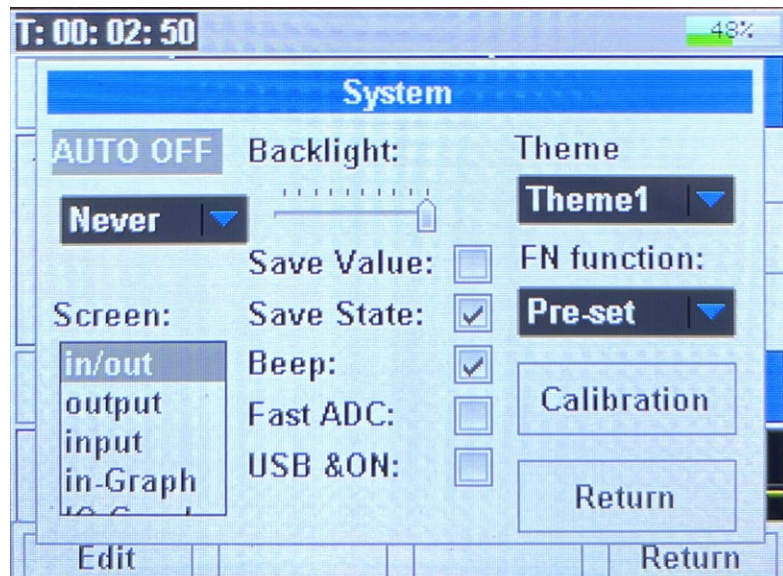 T: 00: 02: 50
48%
System
AUTO OFF
Never
Screen:
in/out
output
input
in-Graph
Backlight:
Save Value:
Save State:
Beep:
Fast ADC:
USB &ON:
Theme
Theme1
FN function:
Pre-set
Calibration
Return
Edit
Return